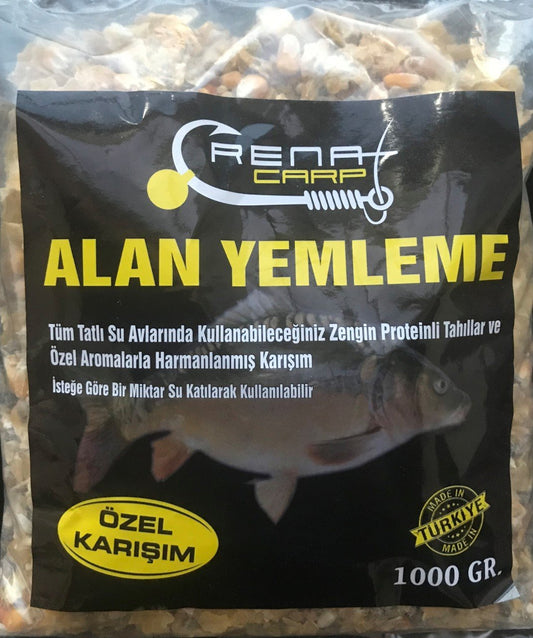 RENA
CARP
ALAN YEMLEME
Tüm Tatlı Su Avlarında Kullanabileceğiniz Zengin Proteinli Tahıllar ve
Özel Aromalarla Harmanlanmış Karışım
İsteğe Göre Bir Miktar Su Katılarak Kullanılabilir
ÖZEL
KARIŞIM
MADE IN
TÜRKİYE
MADE IN
1000 GR.